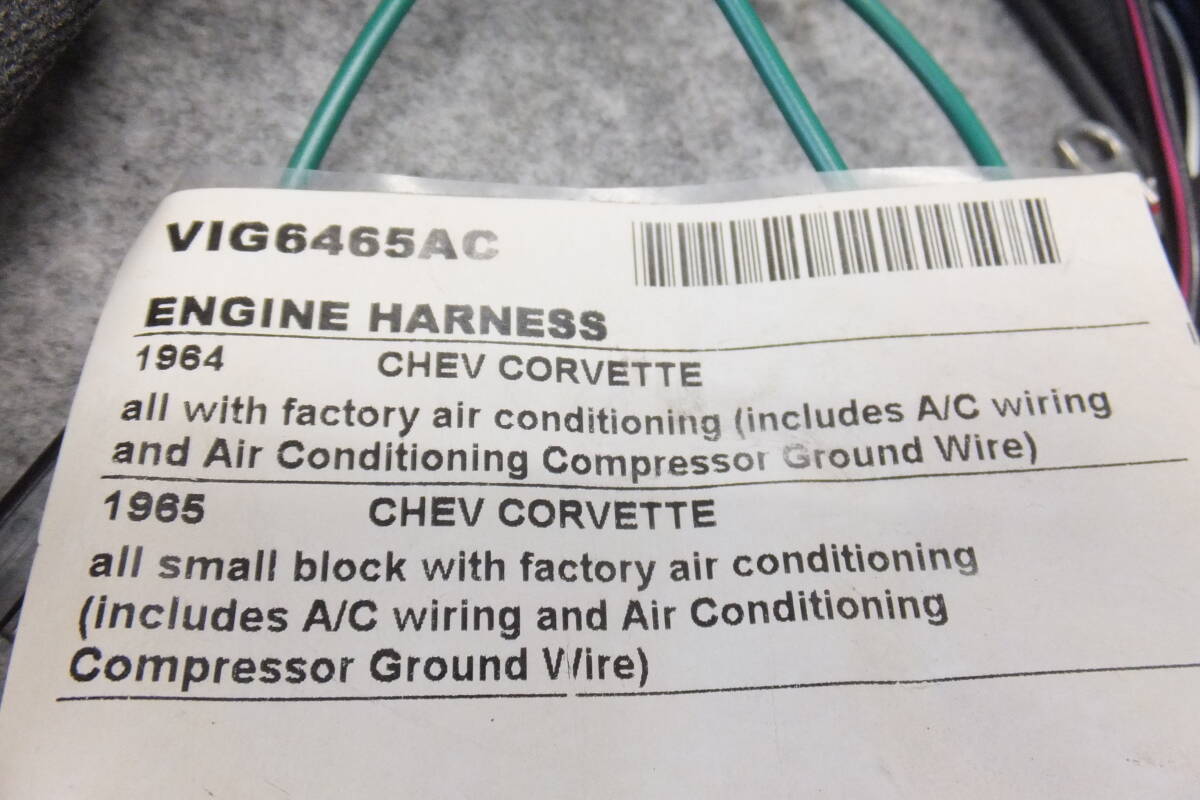 VIG6465AC
ENGINE HARNESS
1964 CHEV CORVETTE
all with factory air conditioning (includes A/C wiring
and Air Conditioning Compressor Ground Wire)
1965 CHEV CORVETTE
all small block with factory air conditioning
(includes A/C wiring and Air Conditioning
Compressor Ground Wire)